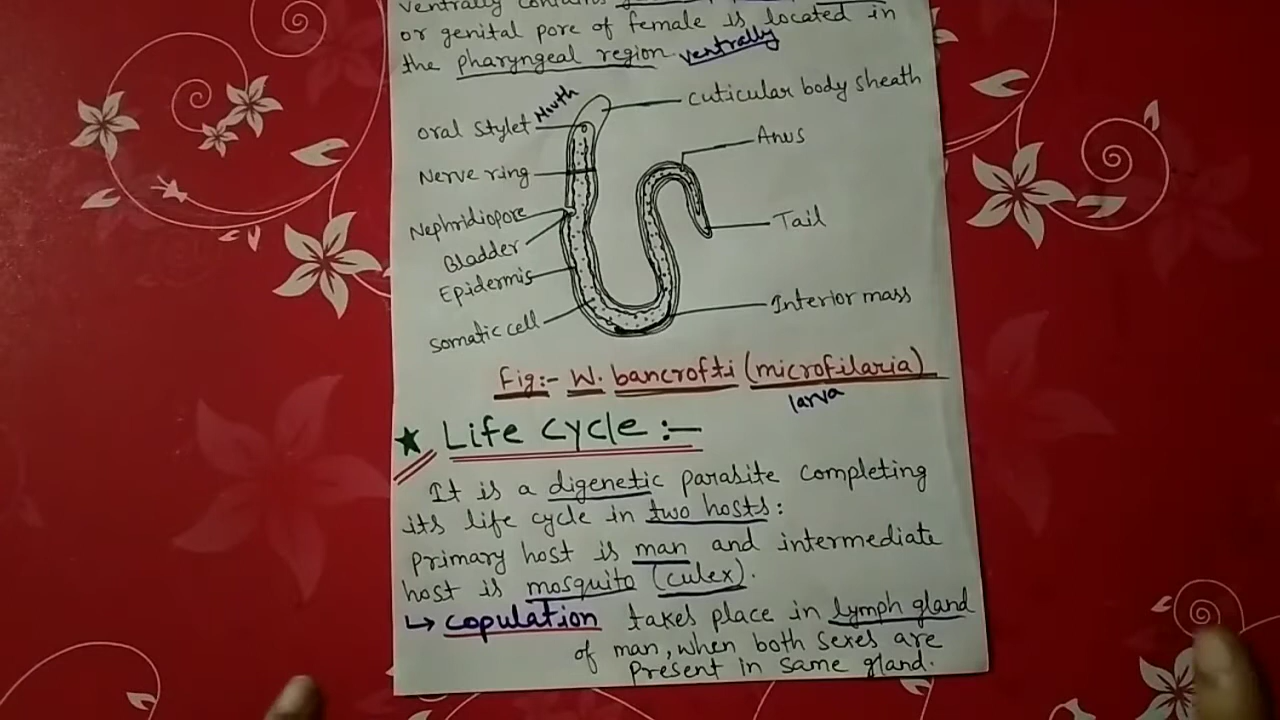 ventrally contains
or genital pore of female is located in
the pharyngeal region ventrally
Mouth
cuticular body sheath
oral stylet
Anus
Nerve ring
Nephridiopore
Tail
Bladder
Epidermis
Interior mass
somatic cell
Fig:- W. bancrofti (microfilaria)
larva
★ Life cycle :-
It is a digenetic parasite completing
its life cycle in two hosts:
primary host is man and intermediate
host is mosquito (culex).
↳ copulation takes place in lymph gland
of man, when both sexes are
present in same gland.